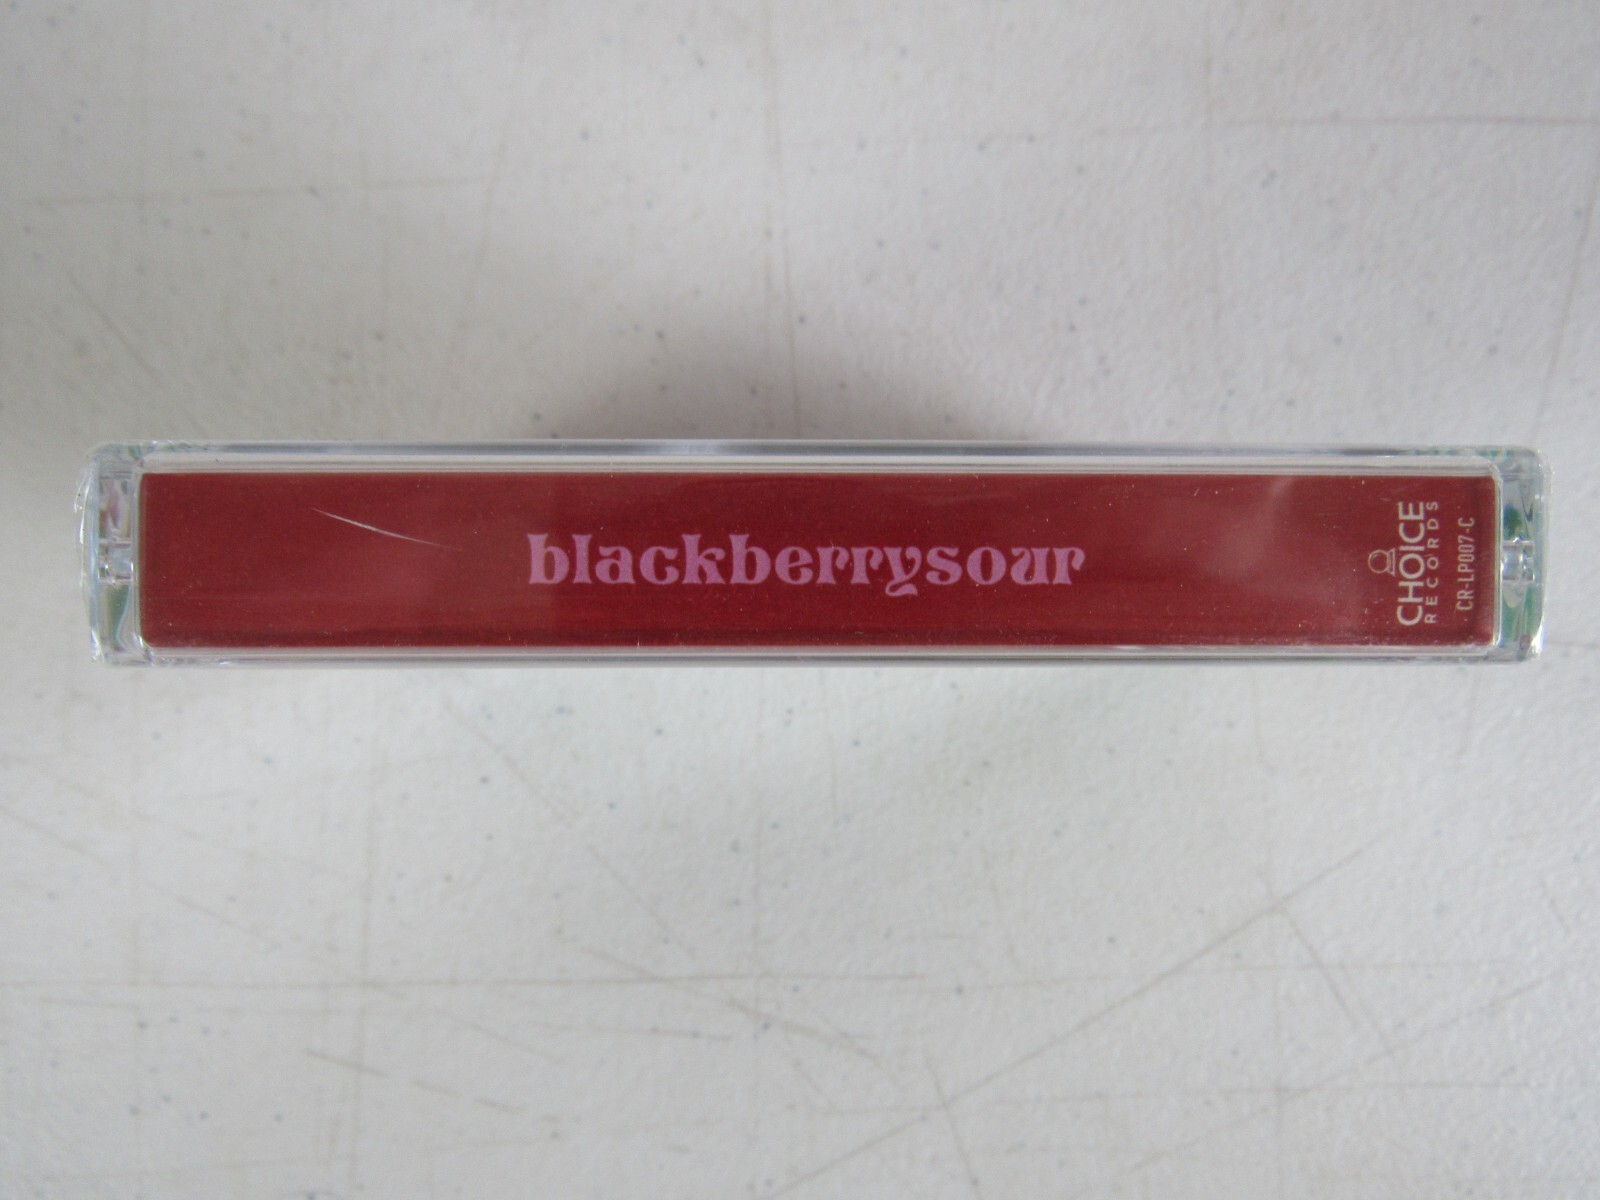 blackberrysour
CHOICE
RECORDS
CR-LP007-C